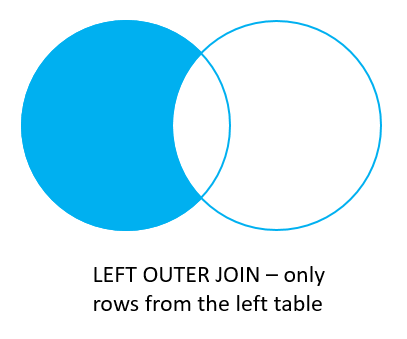 LEFT OUTER JOIN – only
rows from the left table